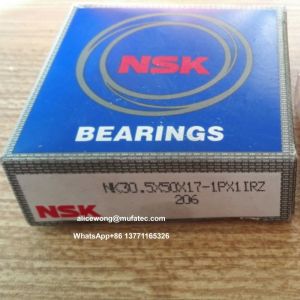 NSK
BEARINGS
NK30.5X50X17-1PX1IRZ
206
NSK
alicewong@mufatec.com
WhatsApp+86 13771165326